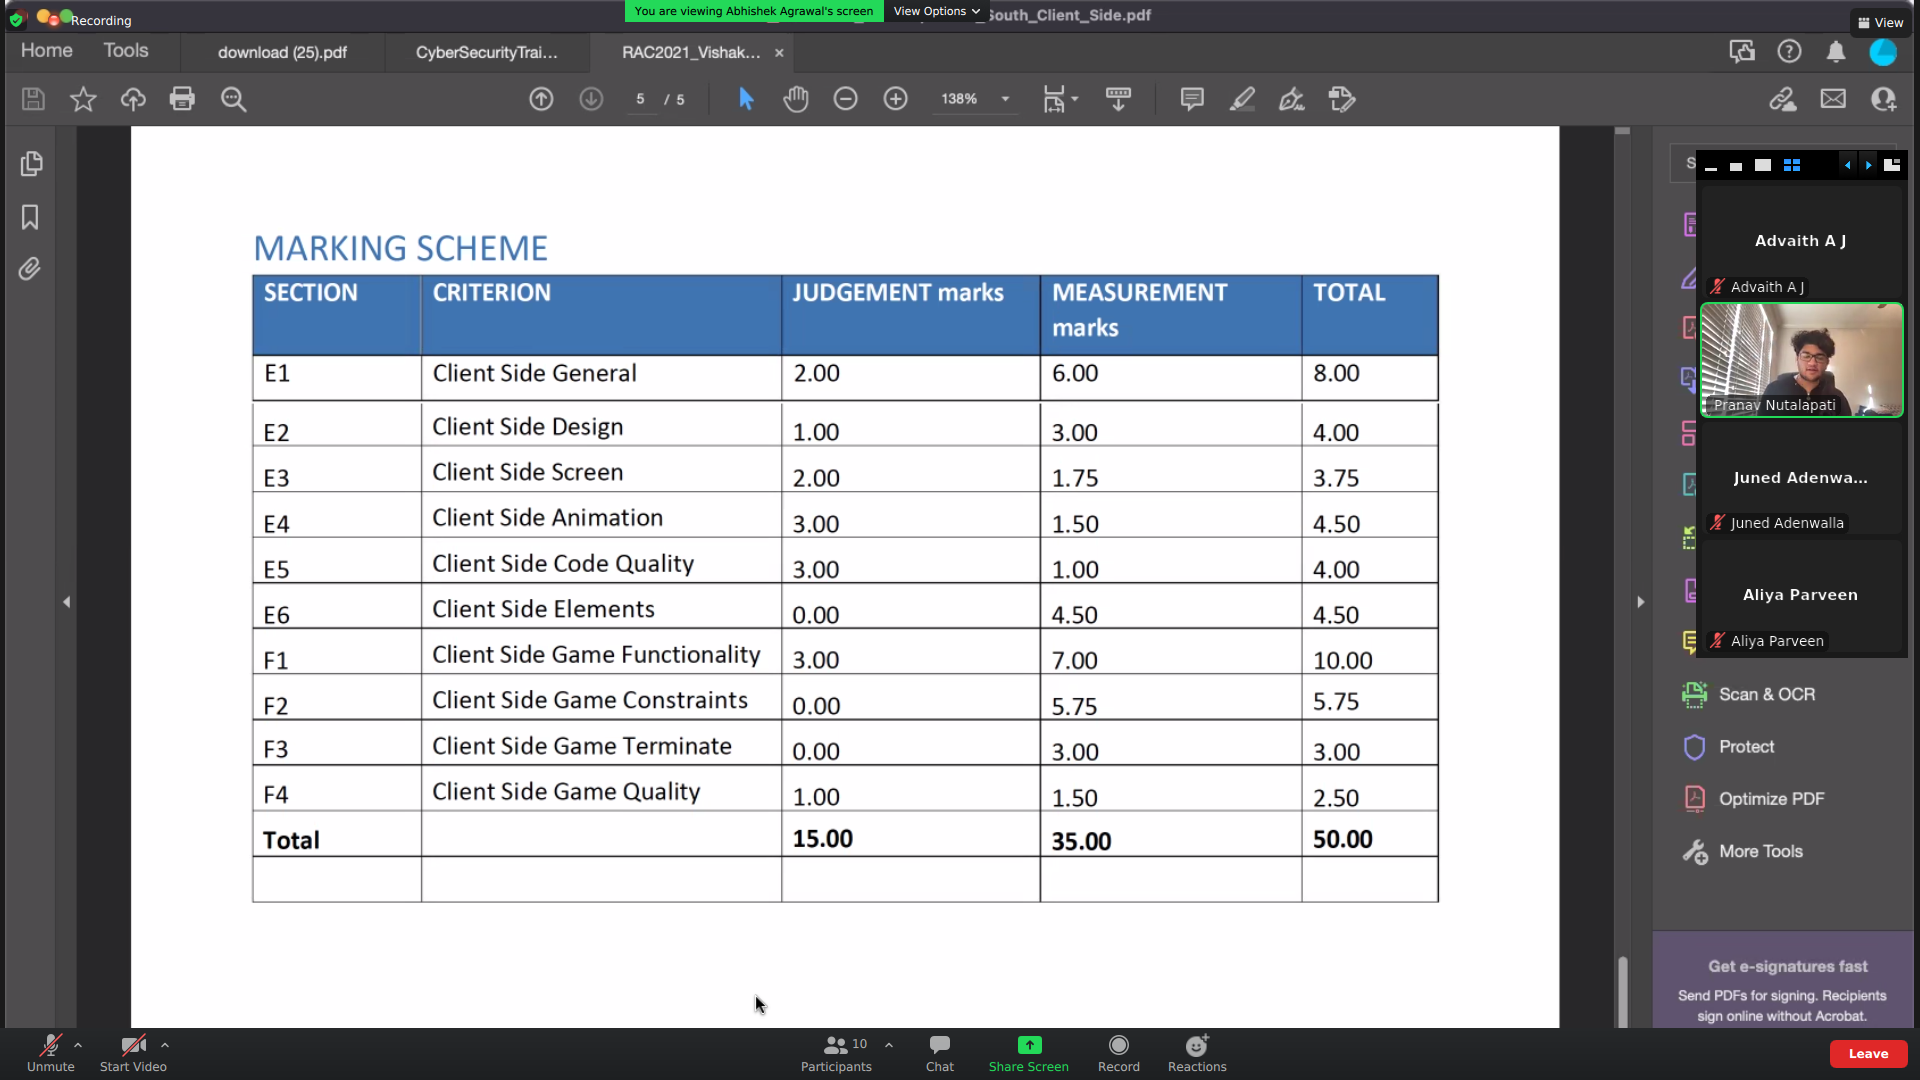 Recording
You are viewing Abhishek Agrawal's screen
View Options
South_Client_Side.pdf
View
Home
Tools
download (25).pdf
CyberSecurityTrai...
RAC2021_Vishak...
5 / 5
138%
MARKING SCHEME
SECTION CRITERION JUDGEMENT marks MEASUREMENT marks TOTAL
E1 Client Side General 2.00 6.00 8.00
E2 Client Side Design 1.00 3.00 4.00
E3 Client Side Screen 2.00 1.75 3.75
E4 Client Side Animation 3.00 1.50 4.50
E5 Client Side Code Quality 3.00 1.00 4.00
E6 Client Side Elements 0.00 4.50 4.50
F1 Client Side Game Functionality 3.00 7.00 10.00
F2 Client Side Game Constraints 0.00 5.75 5.75
F3 Client Side Game Terminate 0.00 3.00 3.00
F4 Client Side Game Quality 1.00 1.50 2.50
Total 15.00 35.00 50.00
Advaith A J
Advaith A J
Pranav Nutalapati
Juned Adenwa...
Juned Adenwalla
Aliya Parveen
Aliya Parveen
Scan & OCR
Protect
Optimize PDF
More Tools
Get e-signatures fast
Send PDFs for signing. Recipients
sign online without Acrobat.
Unmute
Start Video
10
Participants
Chat
Share Screen
Record
Reactions
Leave